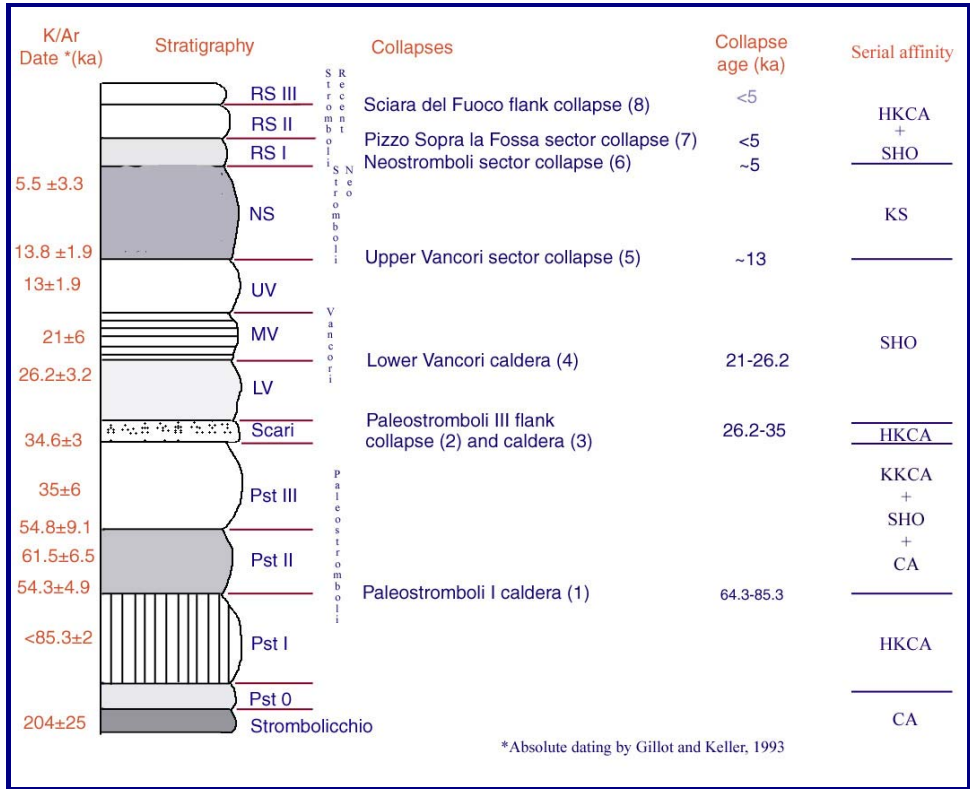 K/Ar
Date *(ka)
Stratigraphy
Collapses
Collapse
age (ka)
Serial affinity
RS III
RS II
RS I
NS
UV
MV
LV
Scari
Pst III
Pst II
Pst I
Pst 0
Strombolicchio
5.5 ±3.3
13.8 ±1.9
13±1.9
21±6
26.2±3.2
34.6±3
35±6
54.8±9.1
61.5±6.5
54.3±4.9
<85.3±2
204±25
Recent
Stromboli
Neo
Stromboli
Vancori
Paleostromboli
Sciara del Fuoco flank collapse (8)
Pizzo Sopra la Fossa sector collapse (7)
Neostromboli sector collapse (6)
Upper Vancori sector collapse (5)
Lower Vancori caldera (4)
Paleostromboli III flank
collapse (2) and caldera (3)
Paleostromboli I caldera (1)
<5
<5
~5
~13
21-26.2
26.2-35
64.3-85.3
HKCA
+
SHO
KS
SHO
HKCA
KKCA
+
SHO
+
CA
HKCA
CA
*Absolute dating by Gillot and Keller, 1993